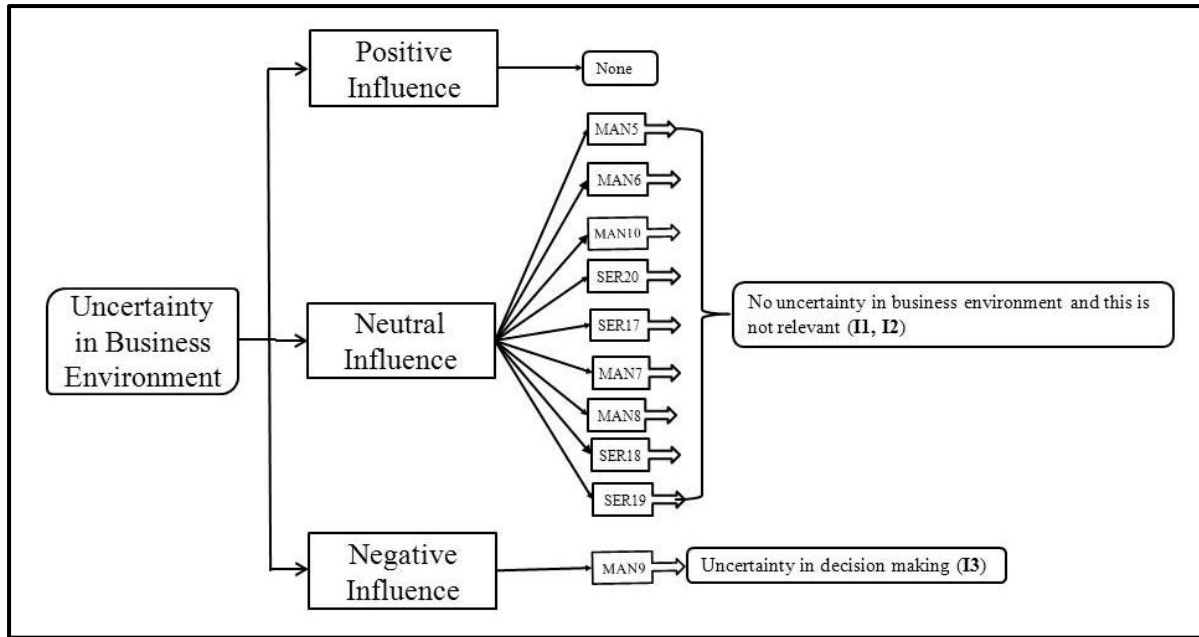 Positive
Influence
None
MAN5
MAN6
MAN10
SER20
SER17
MAN7
MAN8
SER18
SER19
Uncertainty
in Business
Environment
Neutral
Influence
No uncertainty in business environment and this is
not relevant (I1, I2)
Negative
Influence
MAN9
Uncertainty in decision making (I3)